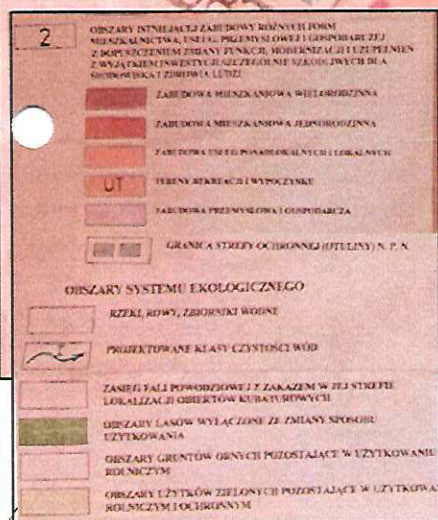 2
OBSZARY ISTNIEJĄCEJ ZABUDOWY RÓŻNYCH FORM
MIESZKALNICTWA, USŁUG, PRZEMYSŁOWEJ I GOSPODARCZEJ
Z DOPUSZCZENIEM ZMIANY FUNKCJI, MODERNIZACJI I UZUPEŁNIEŃ
Z WYJĄTKIEM INWESTYCJI SZCZEGÓLNIE SZKODLIWYCH DLA
ŚRODOWISKA I ZDROWIA LUDZI
ZABUDOWA MIESZKANIOWA WIELORODZINNA
ZABUDOWA MIESZKANIOWA JEDNORODZINNA
ZABUDOWA USŁUG PONADLOKALNYCH I LOKALNYCH
UT
TERENY REKREACJI I WYPOCZYNKU
ZABUDOWA PRZEMYSŁOWA I GOSPODARCZA
GRANICA STREFY OCHRONNEJ (OTULINY) N. P. N.
OBSZARY SYSTEMU EKOLOGICZNEGO
RZEKI, ROWY, ZBIORNIKI WODNE
PROJEKTOWANE KLASY CZYSTOŚCI WÓD
ZASIĘG FALI POWODZIOWEJ Z ZAKAZEM W JEJ STREFIE
LOKALIZACJI OBIEKTÓW KUBATUROWYCH
OBSZARY LASÓW WYŁĄCZONE ZE ZMIANY SPOSOBU
UŻYTKOWANIA
OBSZARY GRUNTÓW ORNYCH POZOSTAJĄCE W UŻYTKOWANIU
ROLNICZYM
OBSZARY UŻYTKÓW ZIELONYCH POZOSTAJĄCE W UŻYTKOWA
ROLNICZYM I OCHRONNYM